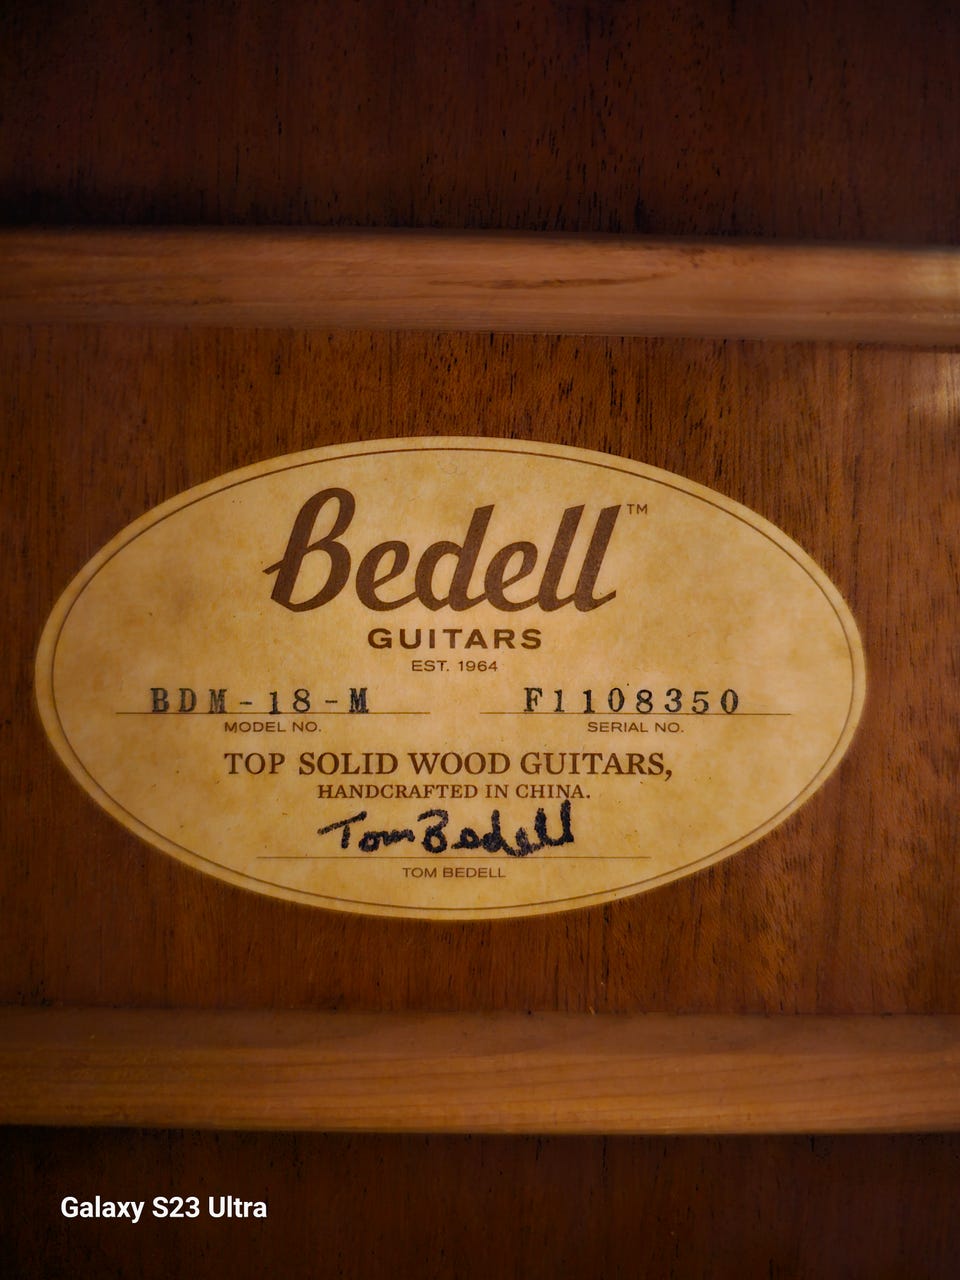 Bedell™
GUITARS
EST. 1964
BDM-18-M F1108350
MODEL NO. SERIAL NO.
TOP SOLID WOOD GUITARS,
HANDCRAFTED IN CHINA.
Tom Bedell
TOM BEDELL
Galaxy S23 Ultra